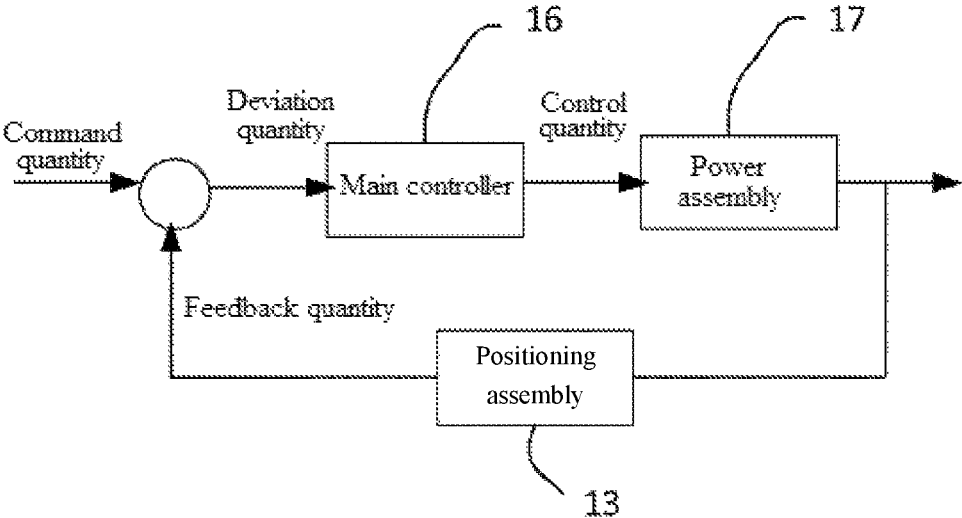 16
17
Deviation
quantity
Control
quantity
Command
quantity
Main controller
Power
assembly
Feedback quantity
Positioning
assembly
13